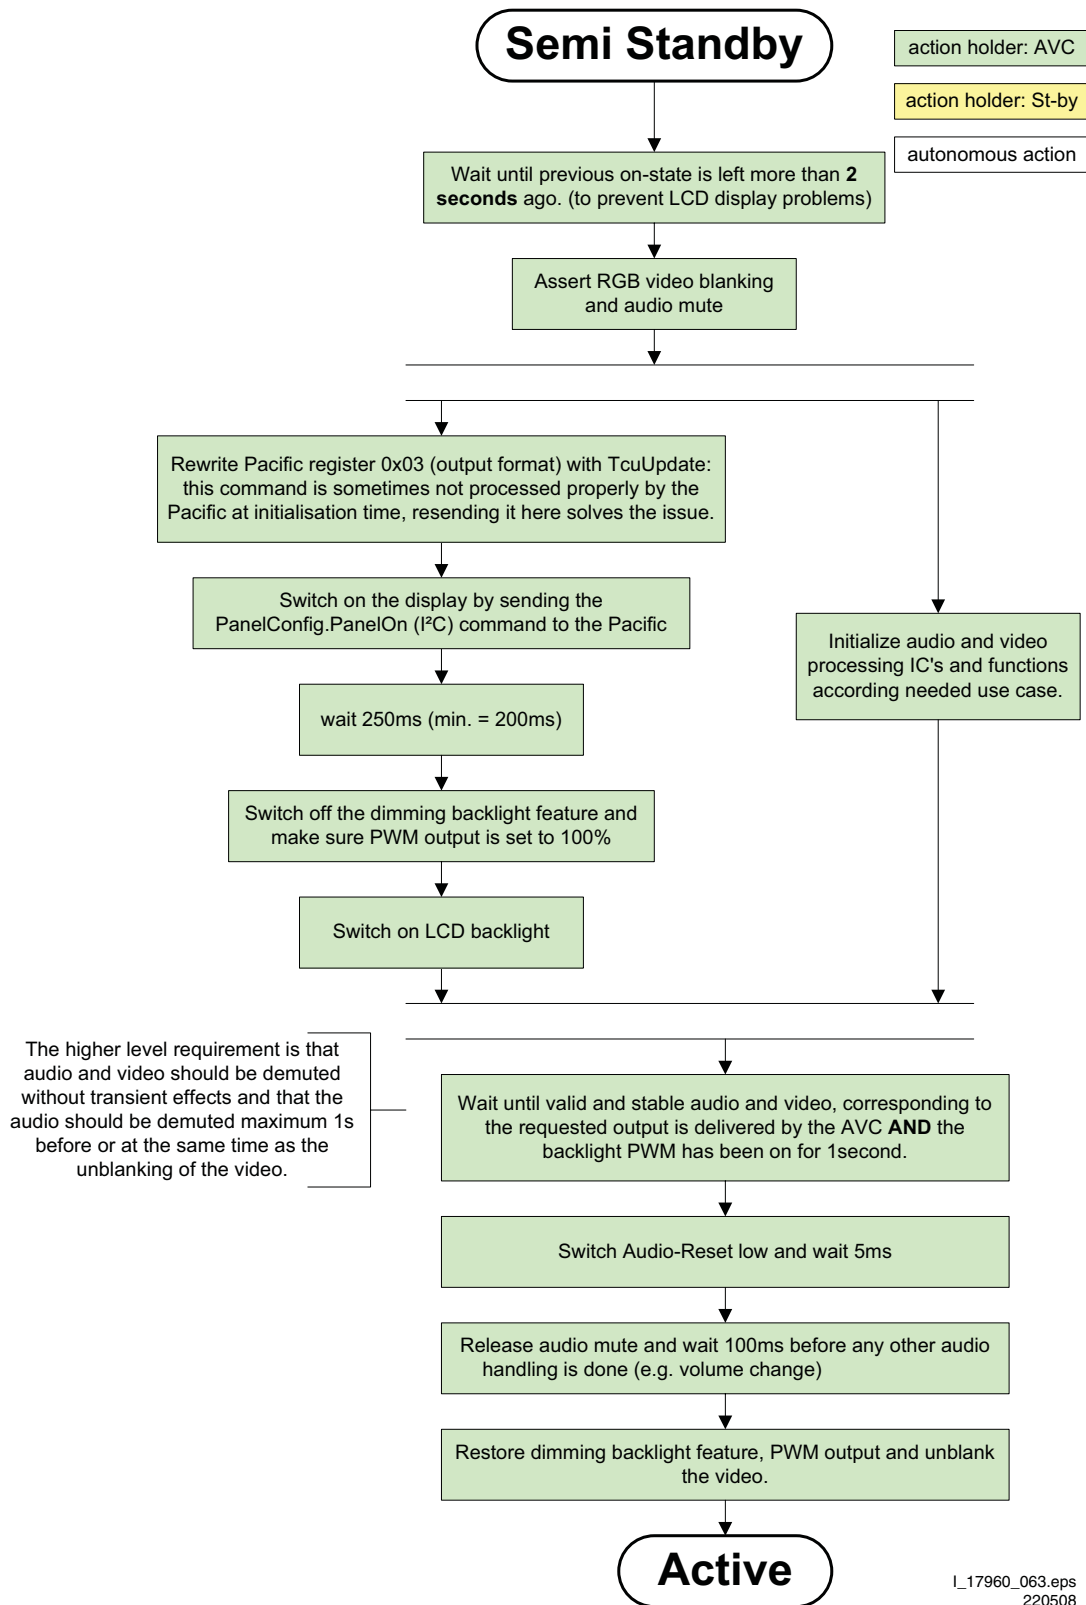 Semi Standby
action holder: AVC
action holder: St-by
autonomous action
Wait until previous on-state is left more than 2
seconds ago. (to prevent LCD display problems)
Assert RGB video blanking
and audio mute
Rewrite Pacific register 0x03 (output format) with TcuUpdate:
this command is sometimes not processed properly by the
Pacific at initialisation time, resending it here solves the issue.
Switch on the display by sending the
PanelConfig.PanelOn (I²C) command to the Pacific
Initialize audio and video
processing IC's and functions
according needed use case.
wait 250ms (min. = 200ms)
Switch off the dimming backlight feature and
make sure PWM output is set to 100%
Switch on LCD backlight
The higher level requirement is that
audio and video should be demuted
without transient effects and that the
audio should be demuted maximum 1s
before or at the same time as the
unblanking of the video.
Wait until valid and stable audio and video, corresponding to
the requested output is delivered by the AVC AND the
backlight PWM has been on for 1second.
Switch Audio-Reset low and wait 5ms
Release audio mute and wait 100ms before any other audio
handling is done (e.g. volume change)
Restore dimming backlight feature, PWM output and unblank
the video.
Active
I_17960_063.eps
220508